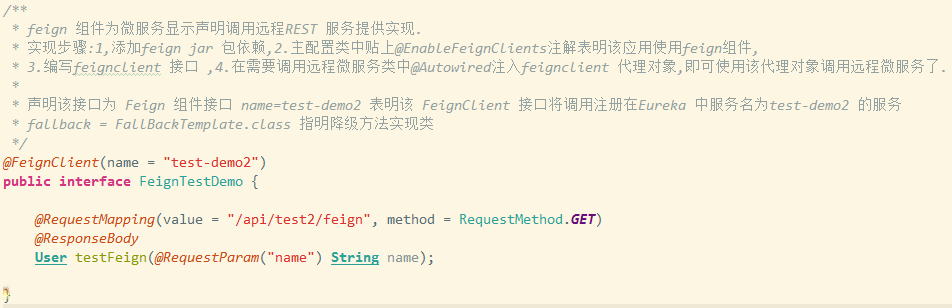 /**
 * feign 组件为微服务显示声明调用远程REST 服务提供实现.
 * 实现步骤:1,添加feign jar 包依赖,2.主配置类中贴上@EnableFeignClients注解表明该应用使用feign组件,
 * 3.编写feignclient 接口 ,4.在需要调用远程微服务类中@Autowired注入feignclient 代理对象,即可使用该代理对象调用远程微服务了.
 *
 * 声明该接口为 Feign 组件接口 name=test-demo2 表明该 FeignClient 接口将调用注册在Eureka 中服务名为test-demo2 的服务
 * fallback = FallBackTemplate.class 指明降级方法实现类
 */
@FeignClient(name = "test-demo2")
public interface FeignTestDemo {
    @RequestMapping(value = "/api/test2/feign", method = RequestMethod.GET)
    @ResponseBody
    User testFeign(@RequestParam("name") String name);
}